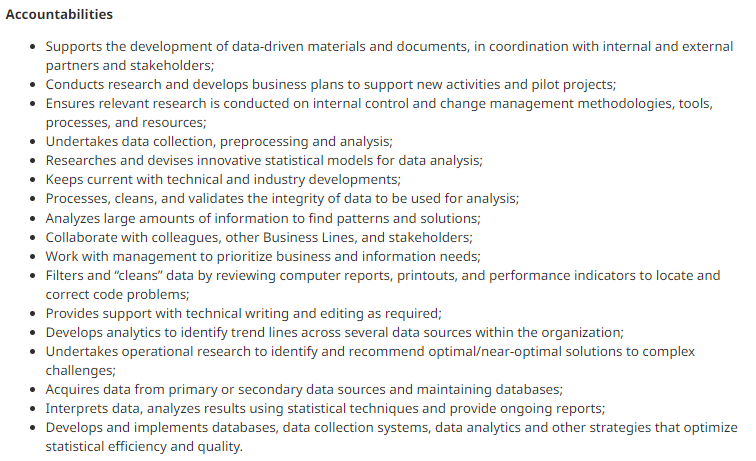 Accountabilities
• Supports the development of data-driven materials and documents, in coordination with internal and external
partners and stakeholders;
• Conducts research and develops business plans to support new activities and pilot projects;
• Ensures relevant research is conducted on internal control and change management methodologies, tools,
processes, and resources;
• Undertakes data collection, preprocessing and analysis;
• Researches and devises innovative statistical models for data analysis;
• Keeps current with technical and industry developments;
• Processes, cleans, and validates the integrity of data to be used for analysis;
• Analyzes large amounts of information to find patterns and solutions;
• Collaborate with colleagues, other Business Lines, and stakeholders;
• Work with management to prioritize business and information needs;
• Filters and “cleans” data by reviewing computer reports, printouts, and performance indicators to locate and
correct code problems;
• Provides support with technical writing and editing as required;
• Develops analytics to identify trend lines across several data sources within the organization;
• Undertakes operational research to identify and recommend optimal/near-optimal solutions to complex
challenges;
• Acquires data from primary or secondary data sources and maintaining databases;
• Interprets data, analyzes results using statistical techniques and provide ongoing reports;
• Develops and implements databases, data collection systems, data analytics and other strategies that optimize
statistical efficiency and quality.